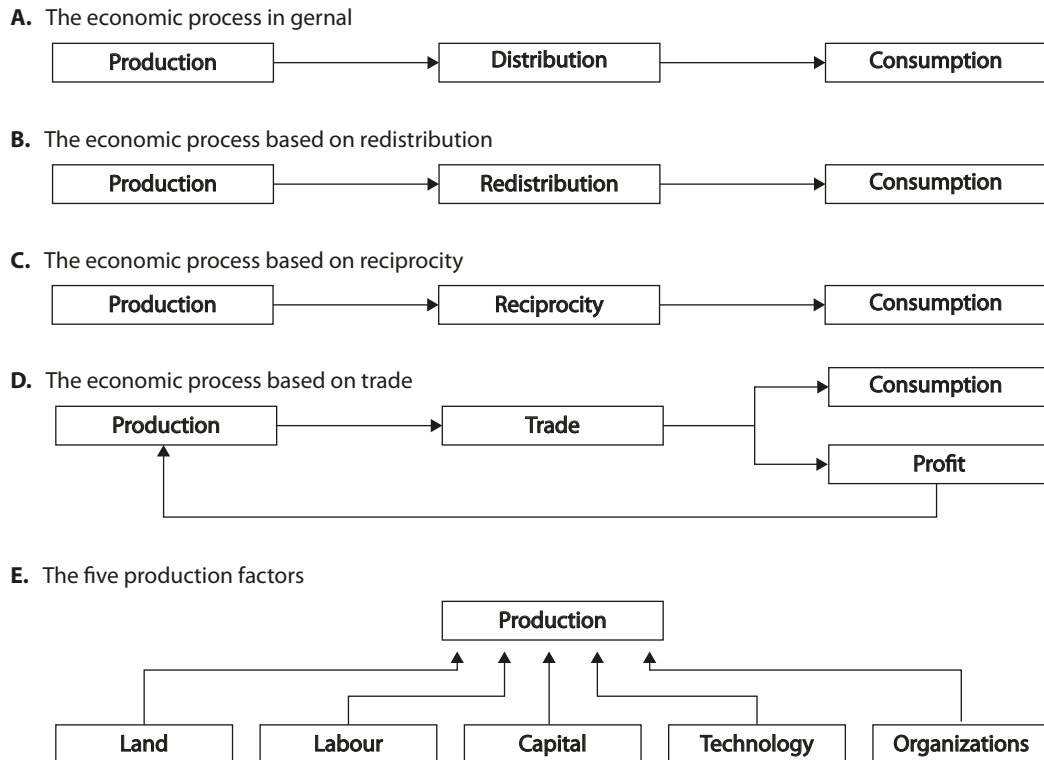 A. The economic process in gernal
Production Distribution Consumption
B. The economic process based on redistribution
Production Redistribution Consumption
C. The economic process based on reciprocity
Production Reciprocity Consumption
D. The economic process based on trade
Consumption
Production Trade
Profit
E. The five production factors
Production
Land Labour Capital Technology Organizations